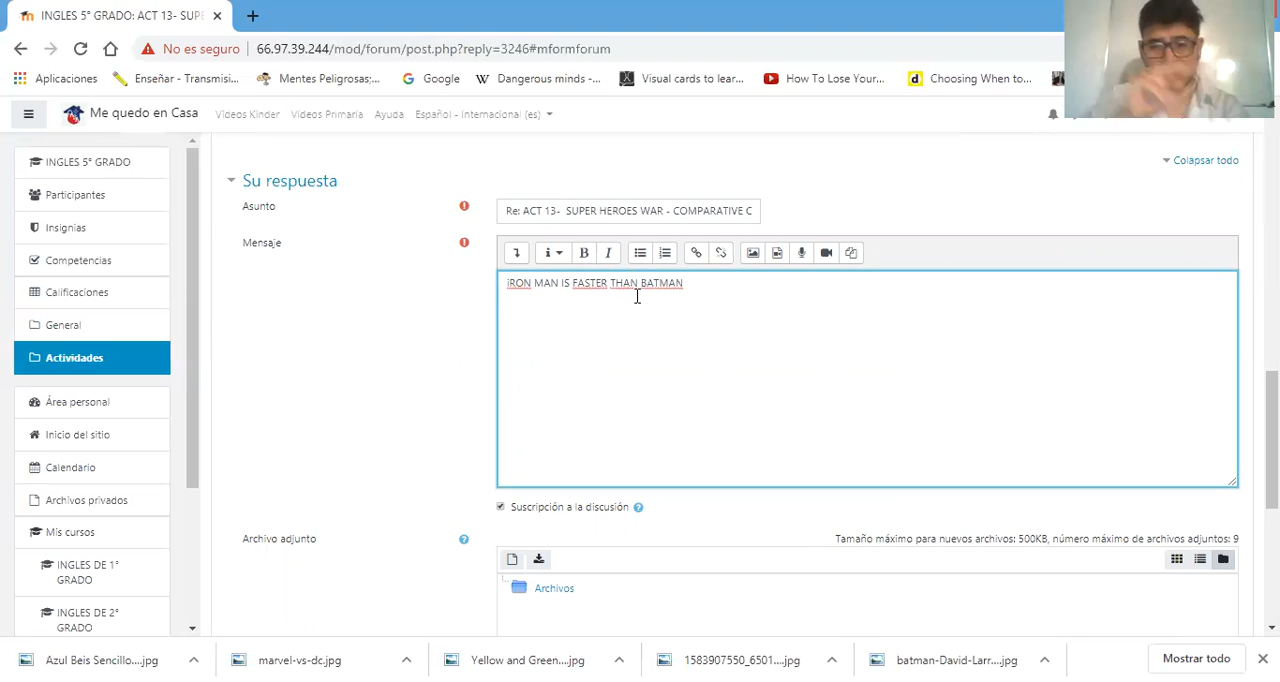 INGLES 5° GRADO: ACT 13- SUPE
No es seguro 66.97.39.244/mod/forum/post.php?reply=3246#mformforum
Aplicaciones Enseñar - Transmisi... Mentes Peligrosas;... Google Dangerous minds -... Visual cards to lear... How To Lose Your... Choosing When to...
Me quedo en Casa Videos Kinder Videos Primaria Ayuda Español - Internacional (es)
Colapsar todo
INGLES 5° GRADO
Participantes
Insignias
Competencias
Calificaciones
General
Actividades
Área personal
Inicio del sitio
Calendario
Archivos privados
Mis cursos
INGLES DE 1°
GRADO
INGLES DE 2°
GRADO
Su respuesta
Asunto
Re: ACT 13- SUPER HEROES WAR - COMPARATIVE C
Mensaje
iRON MAN IS FASTER THAN BATMAN
Suscripción a la discusión
Archivo adjunto
Tamaño máximo para nuevos archivos: 500KB, número máximo de archivos adjuntos: 9
Archivos
Azul Beis Sencillo....jpg marvel-vs-dc.jpg Yellow and Green....jpg 1583907550_6501....jpg batman-David-Larr....jpg Mostrar todo